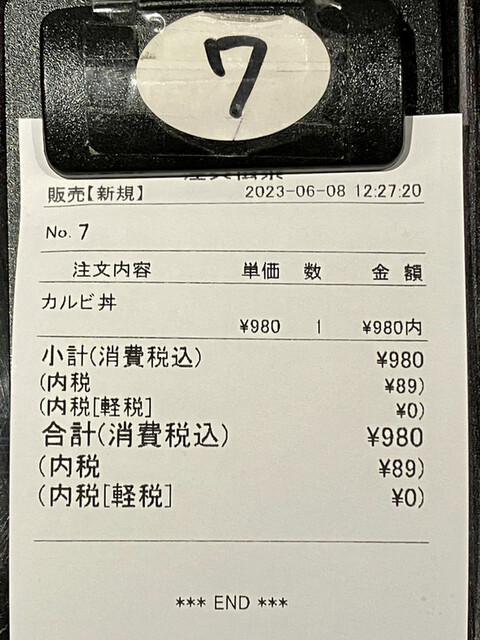 7
販売【新規】 2023-06-08 12:27:20
No. 7
注文内容 単価 数 金 額
カルビ丼
¥980 1 ¥980内
小計(消費税込) ¥980
(内税 ¥89)
(内税[軽税] ¥0)
合計(消費税込) ¥980
(内税 ¥89)
(内税[軽税] ¥0)
*** END ***